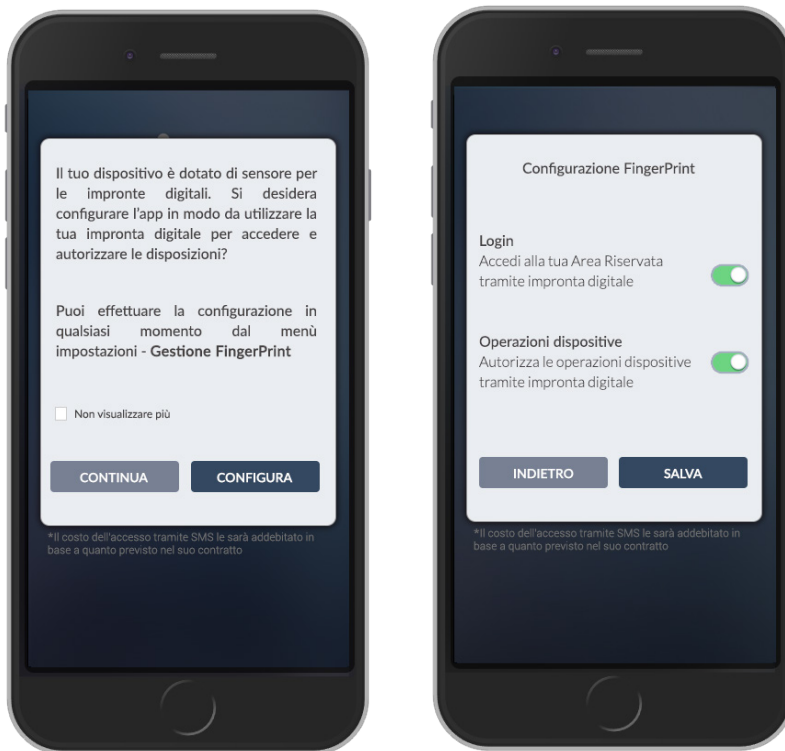 Il tuo dispositivo è dotato di sensore per
le impronte digitali. Si desidera
configurare l'app in modo da utilizzare la
tua impronta digitale per accedere e
autorizzare le disposizioni?
Puoi effettuare la configurazione in
qualsiasi momento dal menù
impostazioni - Gestione FingerPrint
Non visualizzare più
CONTINUA
CONFIGURA
*Il costo dell'accesso tramite SMS le sarà addebitato in
base a quanto previsto nel suo contratto
Configurazione FingerPrint
Login
Accedi alla tua Area Riservata
tramite impronta digitale
Operazioni dispositive
Autorizza le operazioni dispositive
tramite impronta digitale
INDIETRO
SALVA
*Il costo dell'accesso tramite SMS le sarà addebitato in
base a quanto previsto nel suo contratto